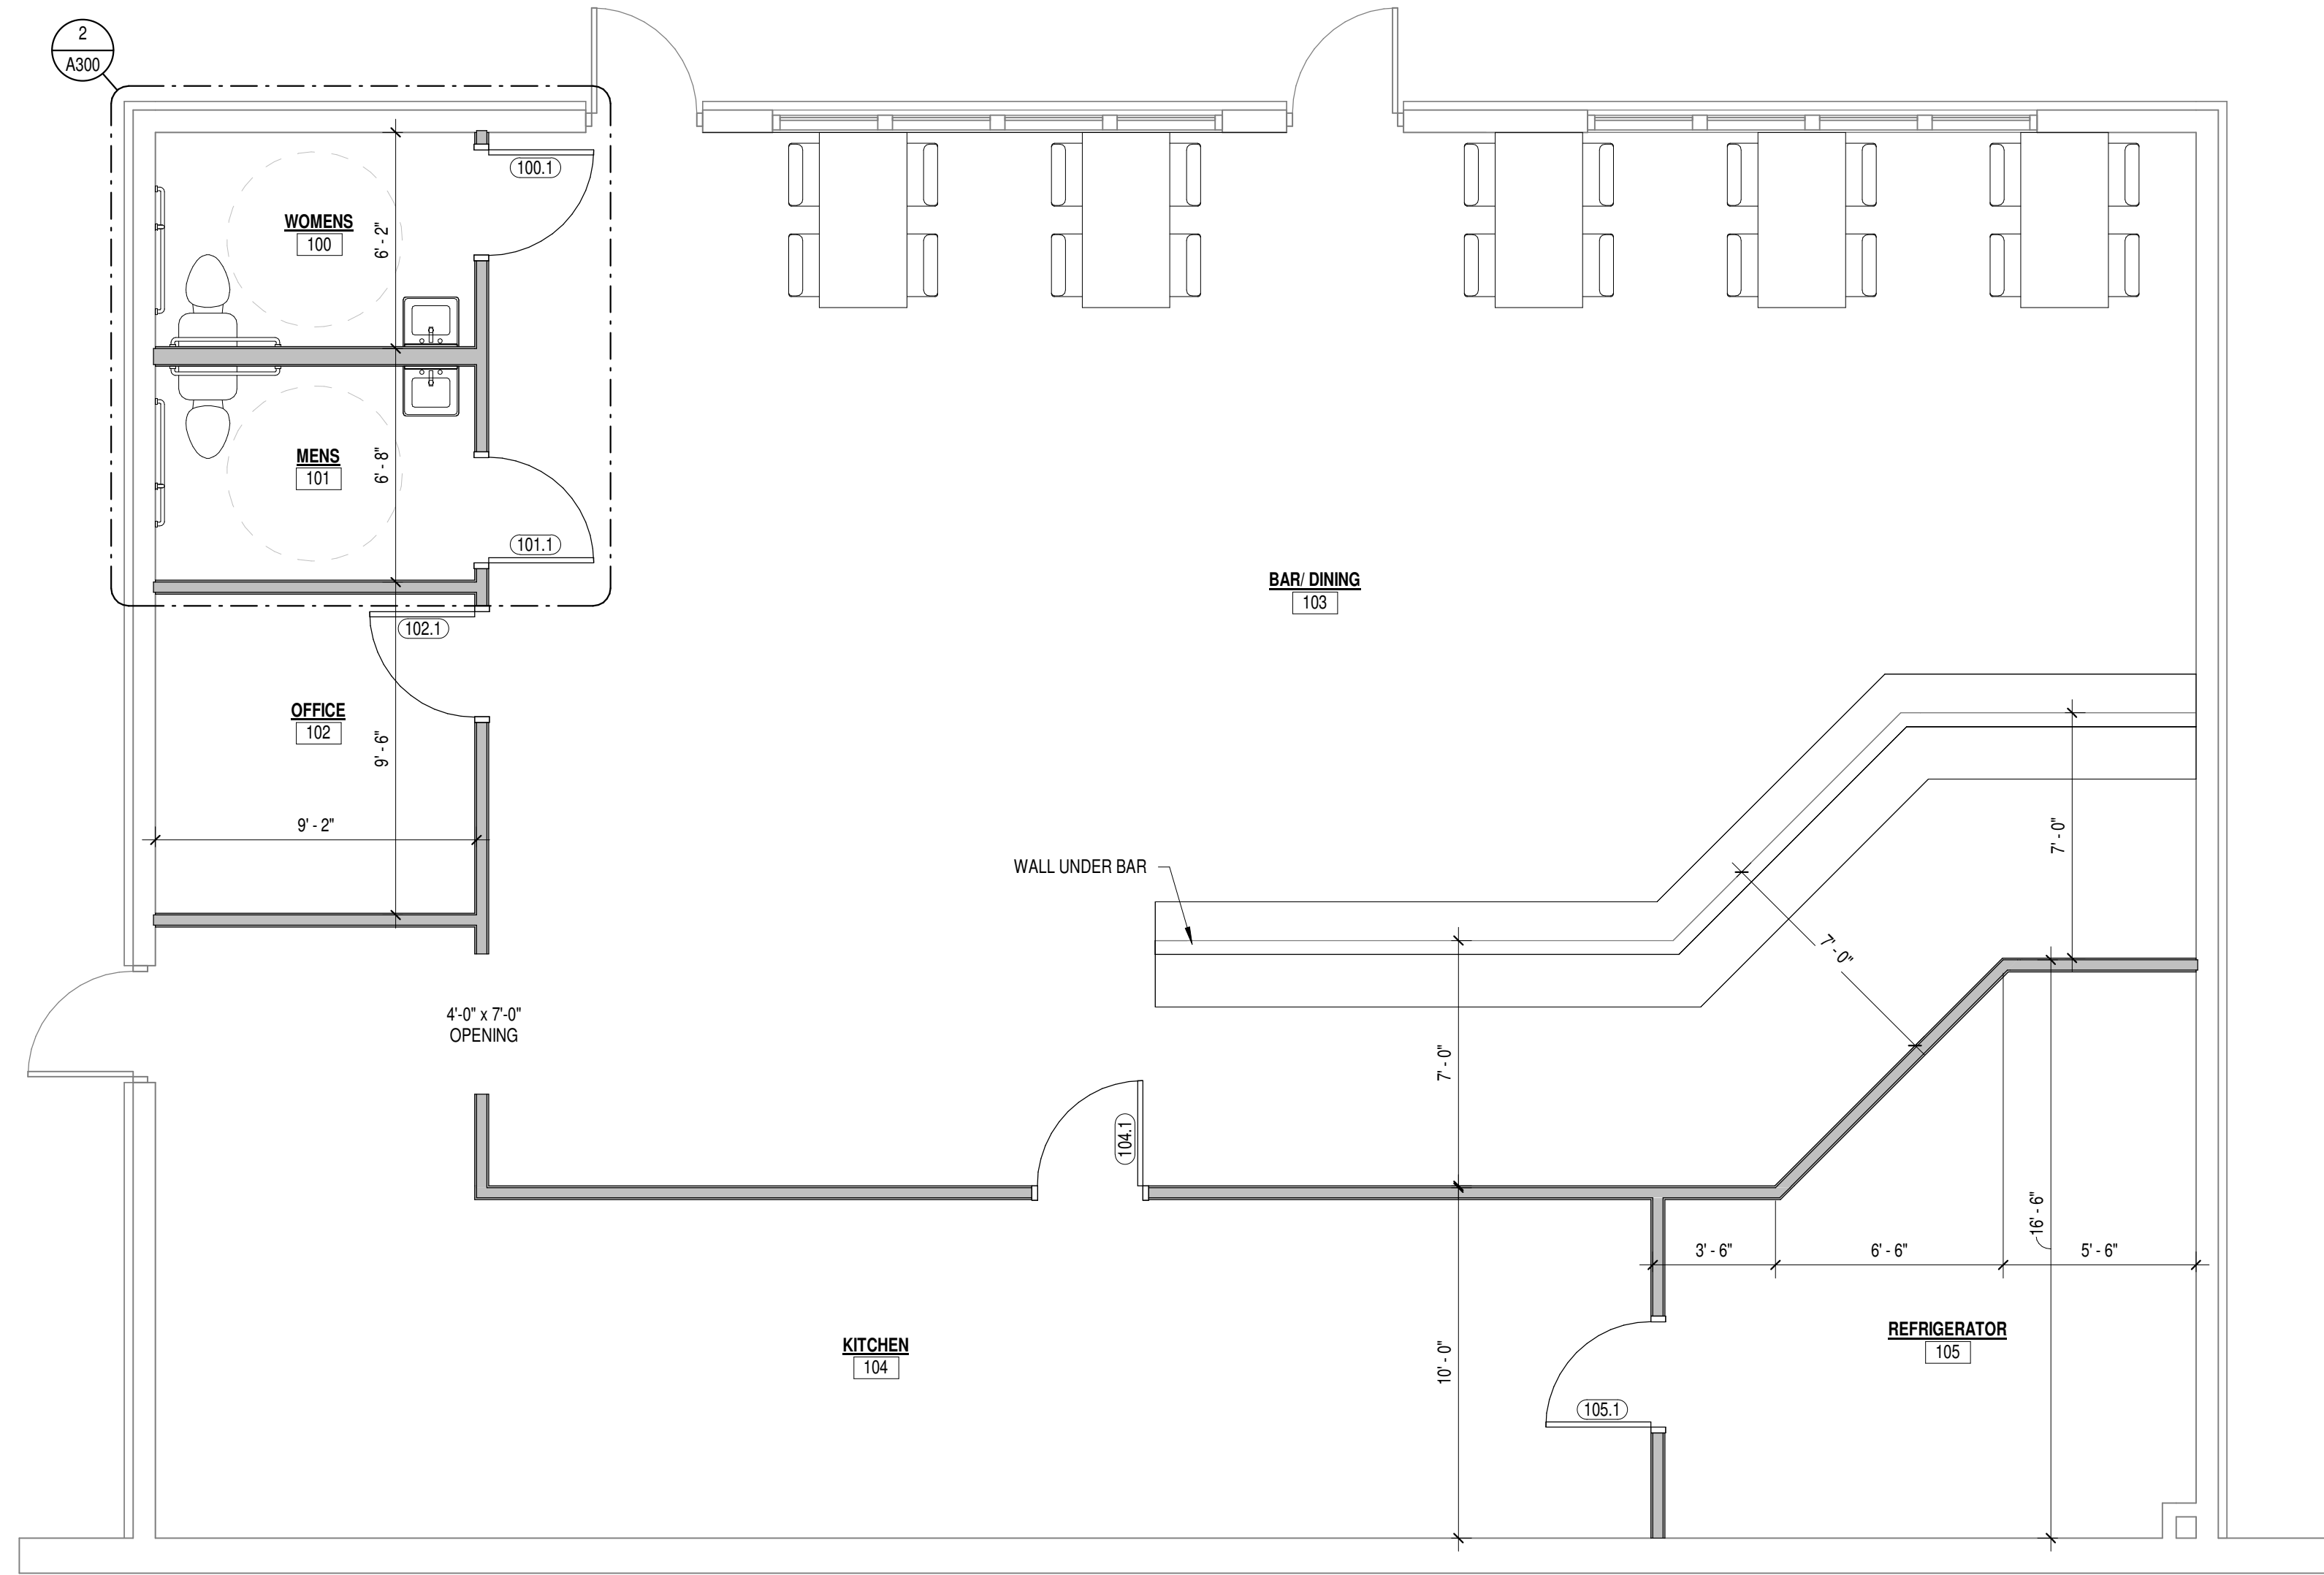 2
A300
100.1
WOMENS
100
6' - 2"
MENS
101
6' - 8"
101.1
102.1
BAR/ DINING
103
OFFICE
102
9' - 6"
9' - 2"
WALL UNDER BAR
7' - 0"
7' - 0"
4'-0" x 7'-0"
OPENING
7' - 0"
104.1
16' - 6"
3' - 6"
6' - 6"
5' - 6"
KITCHEN
104
10' - 0"
REFRIGERATOR
105
105.1